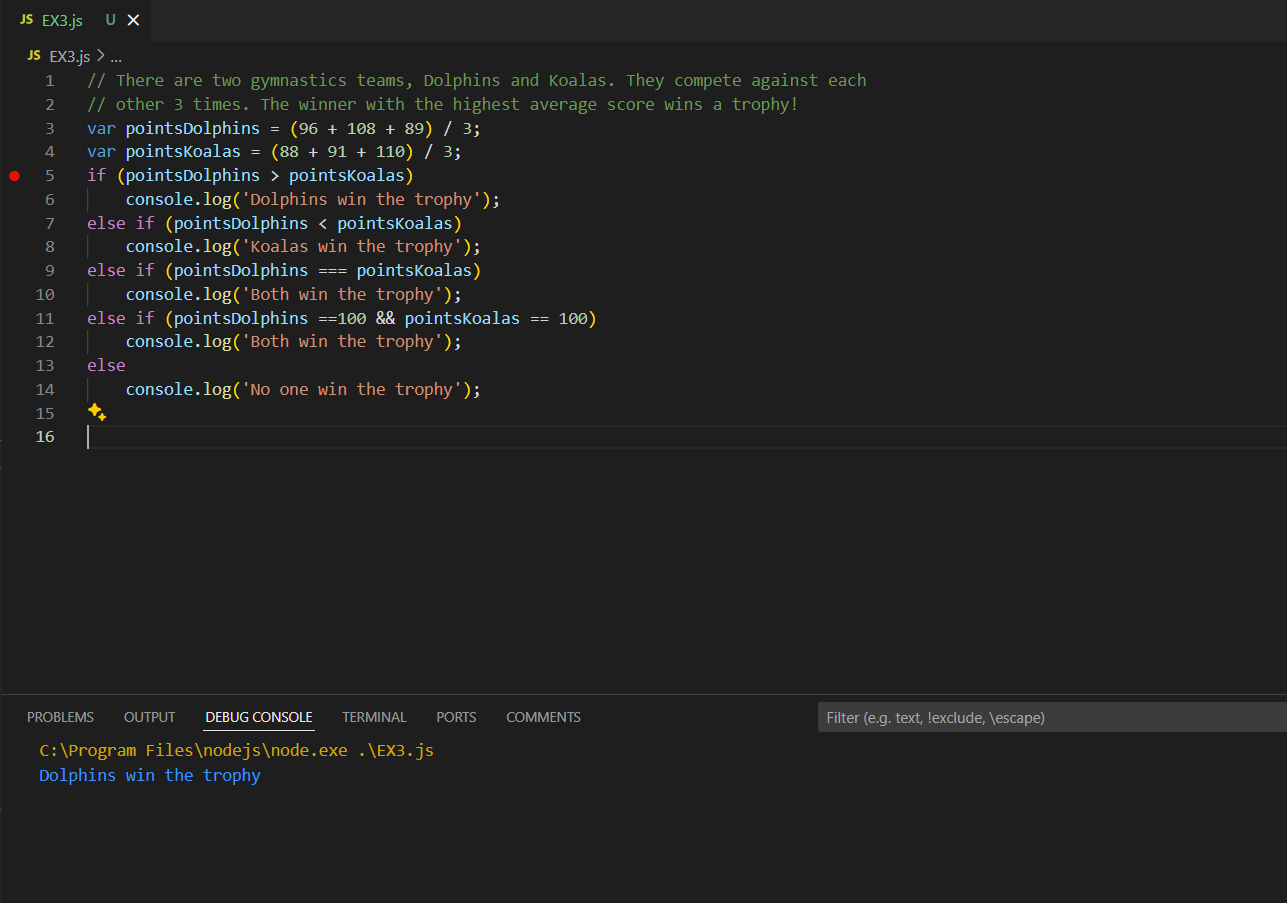 JS EX3.js U
JS EX3.js > ...
1 // There are two gymnastics teams, Dolphins and Koalas. They compete against each
2 // other 3 times. The winner with the highest average score wins a trophy!
3 var pointsDolphins = (96 + 108 + 89) / 3;
4 var pointsKoalas = (88 + 91 + 110) / 3;
5 if (pointsDolphins > pointsKoalas)
6     console.log('Dolphins win the trophy');
7 else if (pointsDolphins < pointsKoalas)
8     console.log('Koalas win the trophy');
9 else if (pointsDolphins === pointsKoalas)
10     console.log('Both win the trophy');
11 else if (pointsDolphins ==100 && pointsKoalas == 100)
12     console.log('Both win the trophy');
13 else
14     console.log('No one win the trophy');
15
16
PROBLEMS OUTPUT DEBUG CONSOLE TERMINAL PORTS COMMENTS Filter (e.g. text, !exclude, \escape)
C:\Program Files\nodejs\node.exe .\EX3.js
Dolphins win the trophy